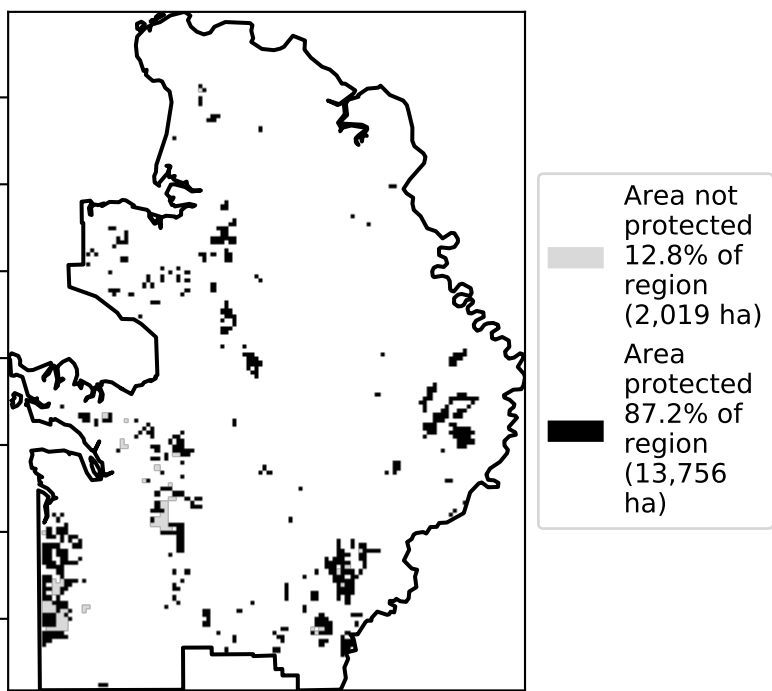 Area not
protected
12.8% of
region
(2,019 ha)
Area
protected
87.2% of
region
(13,756
ha)